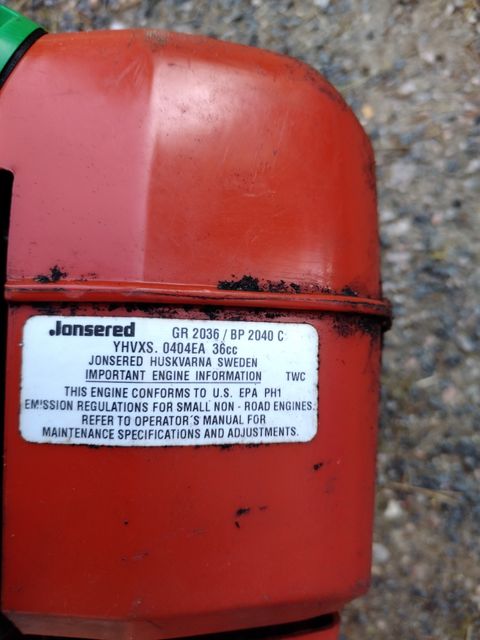 Jonsered GR 2036 / BP 2040 C
YHVXS. 0404EA 36cc
JONSERED HUSKVARNA SWEDEN
IMPORTANT ENGINE INFORMATION TWC
THIS ENGINE CONFORMS TO U.S. EPA PH1
EMISSION REGULATIONS FOR SMALL NON - ROAD ENGINES.
REFER TO OPERATOR'S MANUAL FOR
MAINTENANCE SPECIFICATIONS AND ADJUSTMENTS.